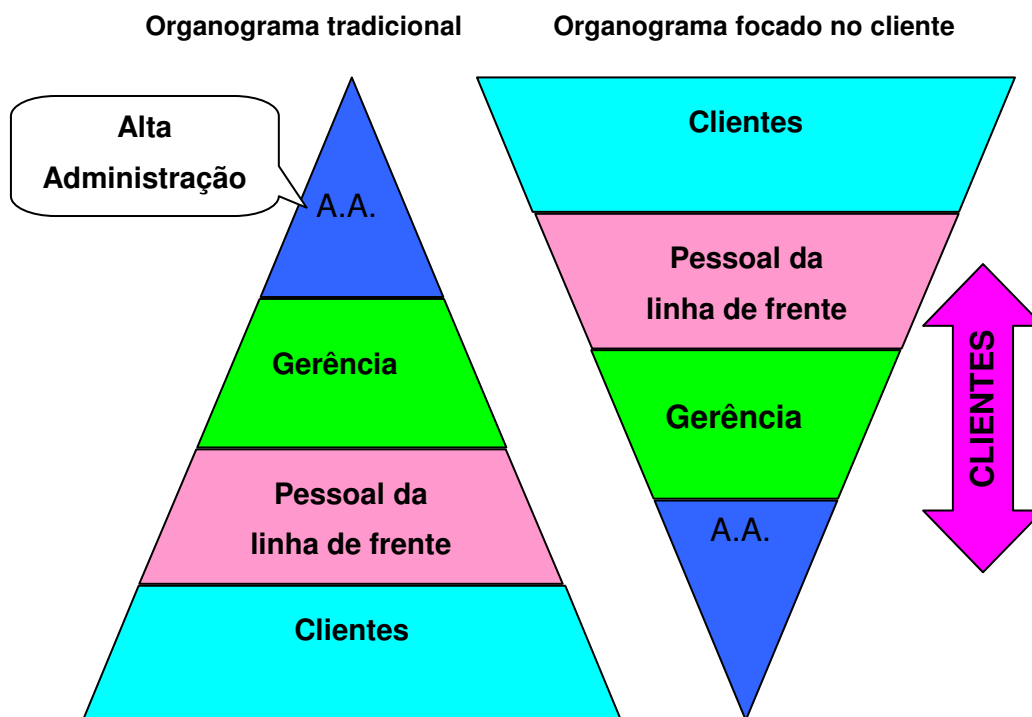 Organograma tradicional
Organograma focado no cliente
Alta
Administração
A.A.
Gerência
Pessoal da
linha de frente
Clientes
Clientes
Pessoal da
linha de frente
Gerência
A.A.
CLIENTES